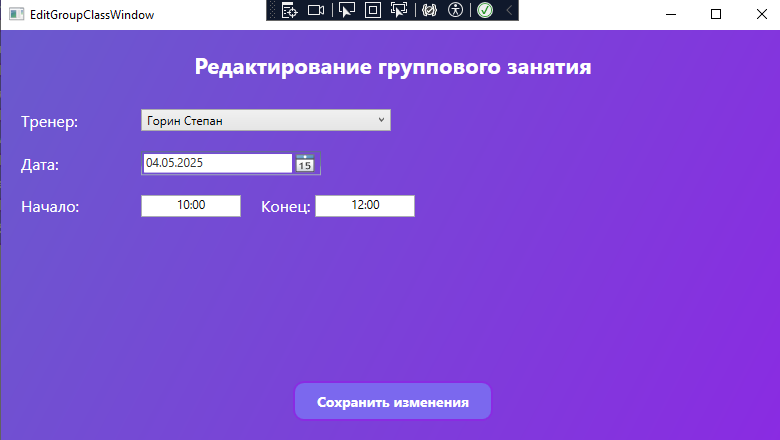 EditGroupClassWindow
Редактирование группового занятия
Тренер: Горин Степан
Дата: 04.05.2025 15
Начало: 10:00 Конец: 12:00
Сохранить изменения